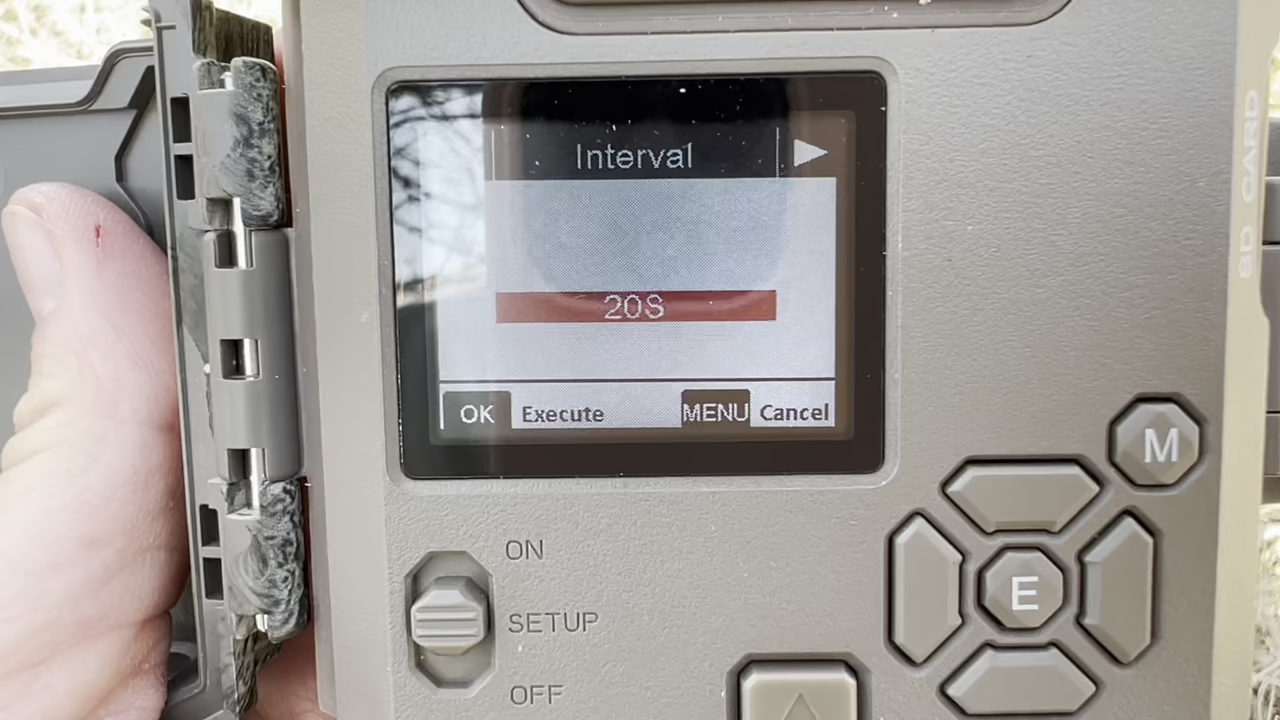 Interval
20S
OK Execute MENU Cancel
M
ON
SETUP
OFF
E
SD CARD